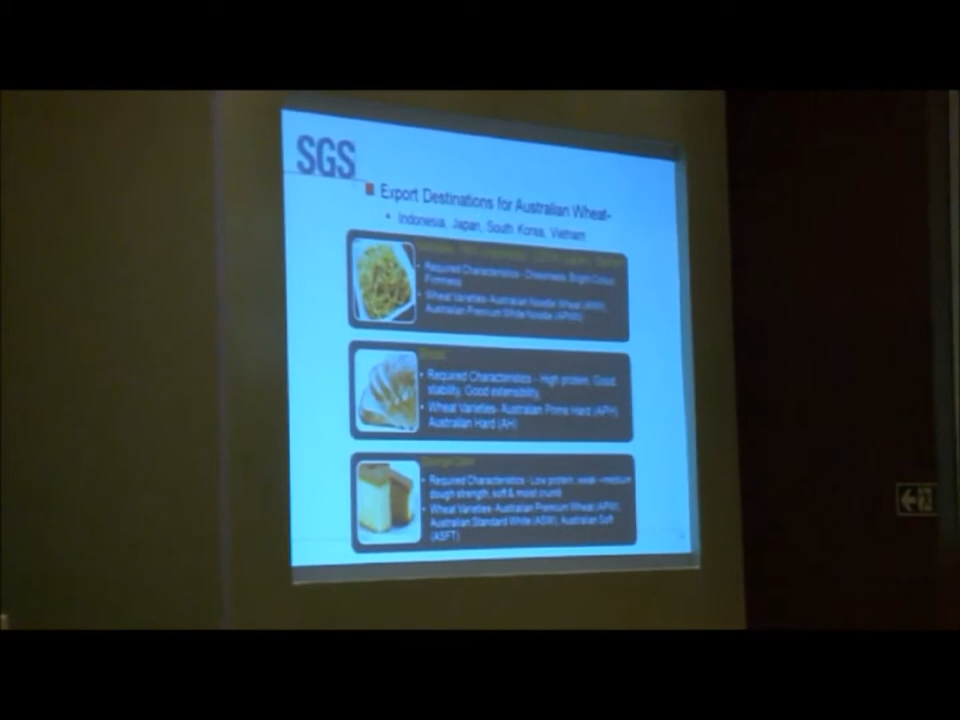 SGS
Export Destinations for Australian Wheat-
• Indonesia, Japan, South Korea, Vietnam
• Required Characteristics - Chewiness, Bright Colour,
Firmness
• Wheat Varieties- Australian Noodle Wheat (ANW)
Australian Premium White Noodle (APWN)
Bread
• Required Characteristics - High protein, Good
stability, Good extensibility,
• Wheat Varieties- Australian Prime Hard (APH)
Australian Hard (AH)
Sponge Cake
• Required Characteristics - Low protein, weak -medium
dough strength, soft & moist crumb
• Wheat Varieties- Australian Premium Wheat (APW)
Australian Standard White (ASW), Australian Soft
(ASFT)